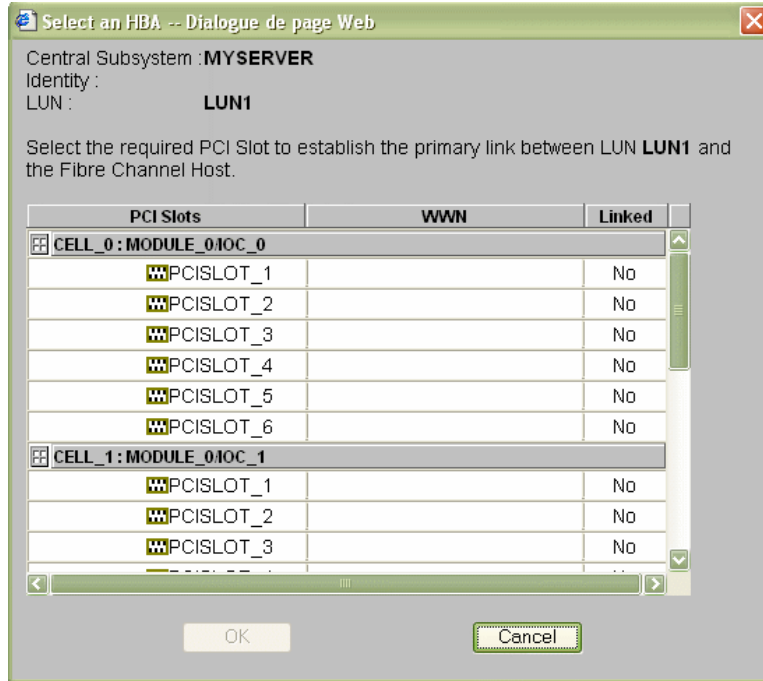 Select an HBA -- Dialogue de page Web
Central Subsystem : MYSERVER
Identity :
LUN : LUN1
Select the required PCI Slot to establish the primary link between LUN LUN1 and
the Fibre Channel Host.
PCI Slots WWN Linked
CELL_0 : MODULE_0/IOC_0
PCISLOT_1 No
PCISLOT_2 No
PCISLOT_3 No
PCISLOT_4 No
PCISLOT_5 No
PCISLOT_6 No
CELL_1 : MODULE_0/IOC_1
PCISLOT_1 No
PCISLOT_2 No
PCISLOT_3 No
OK Cancel